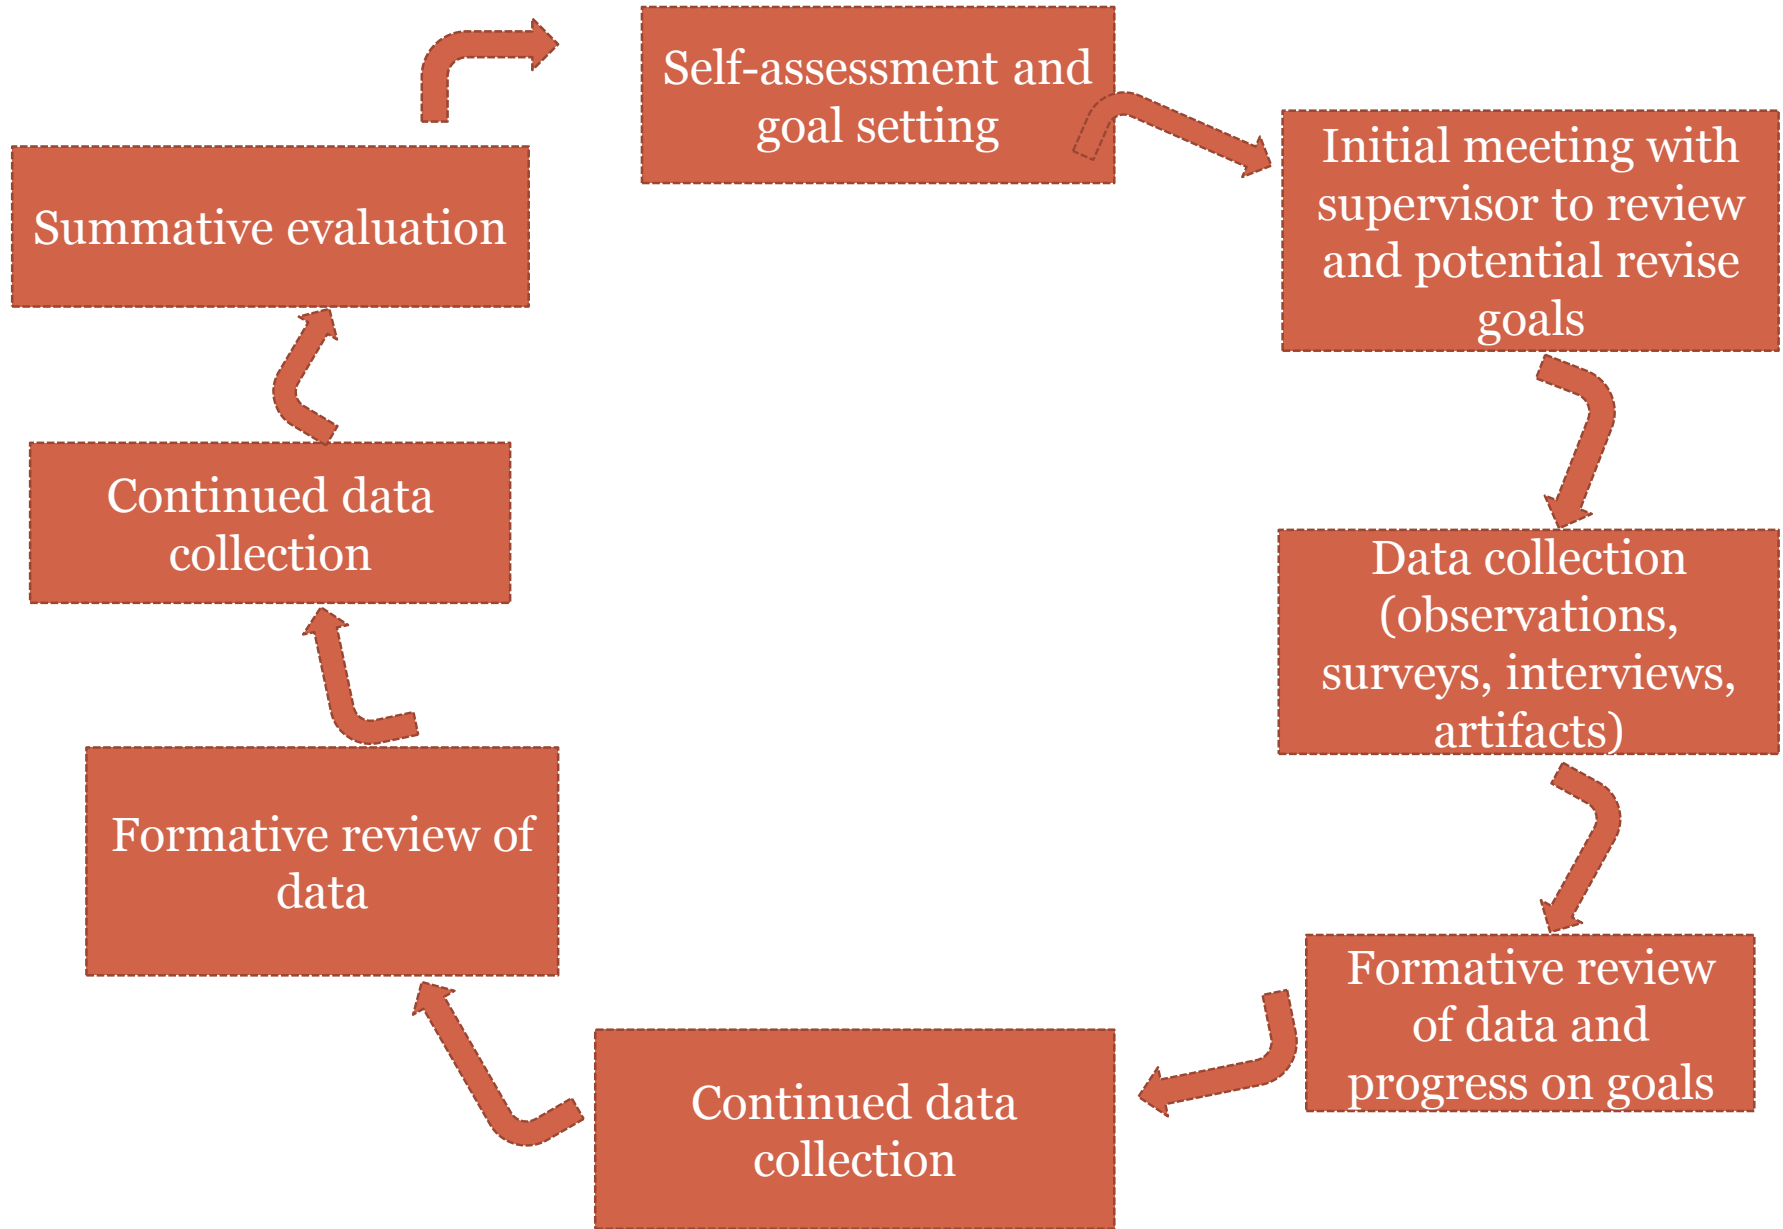 Self-assessment and
goal setting
Initial meeting with
supervisor to review
and potential revise
goals
Data collection
(observations,
surveys, interviews,
artifacts)
Formative review
of data and
progress on goals
Continued data
collection
Formative review of
data
Continued data
collection
Summative evaluation